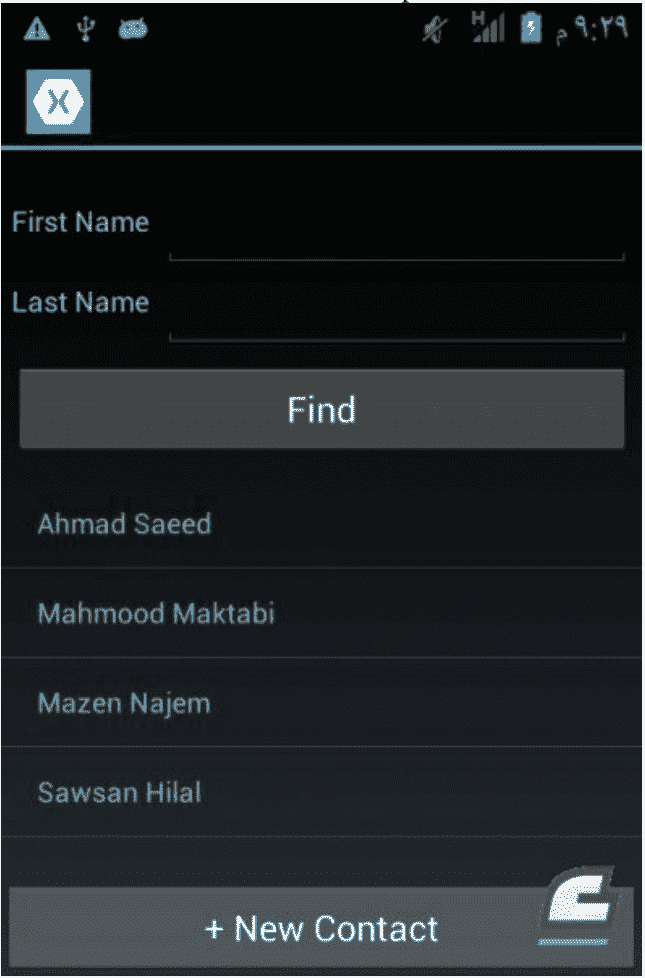 H ٩:٢٩ م
First Name
Last Name
Find
Ahmad Saeed
Mahmood Maktabi
Mazen Najem
Sawsan Hilal
+ New Contact